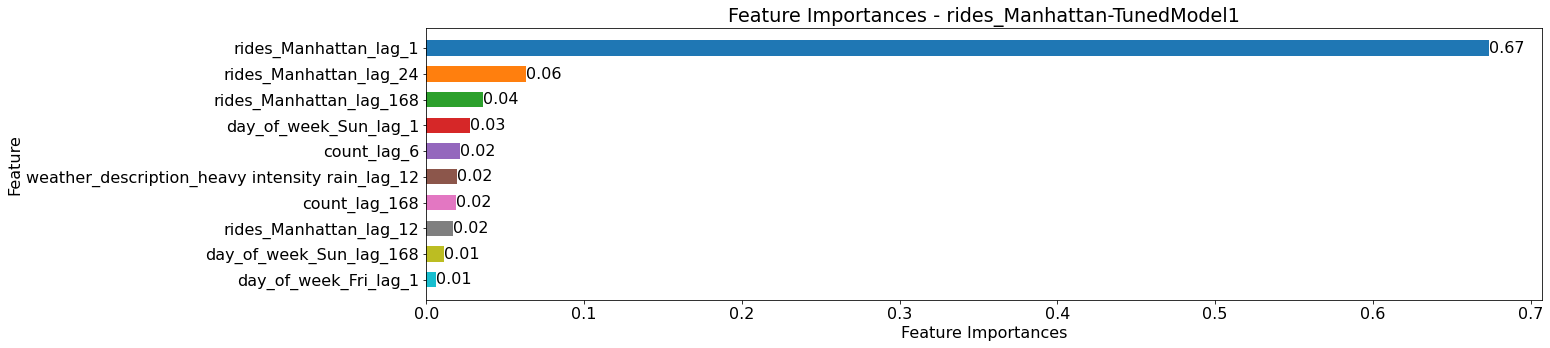 Feature Importances - rides_Manhattan-TunedModel1
Feature
rides_Manhattan_lag_1 0.67
rides_Manhattan_lag_24 0.06
rides_Manhattan_lag_168 0.04
day_of_week_Sun_lag_1 0.03
count_lag_6 0.02
weather_description_heavy intensity rain_lag_12 0.02
count_lag_168 0.02
rides_Manhattan_lag_12 0.02
day_of_week_Sun_lag_168 0.01
day_of_week_Fri_lag_1 0.01
0.0 0.1 0.2 0.3 0.4 0.5 0.6 0.7
Feature Importances